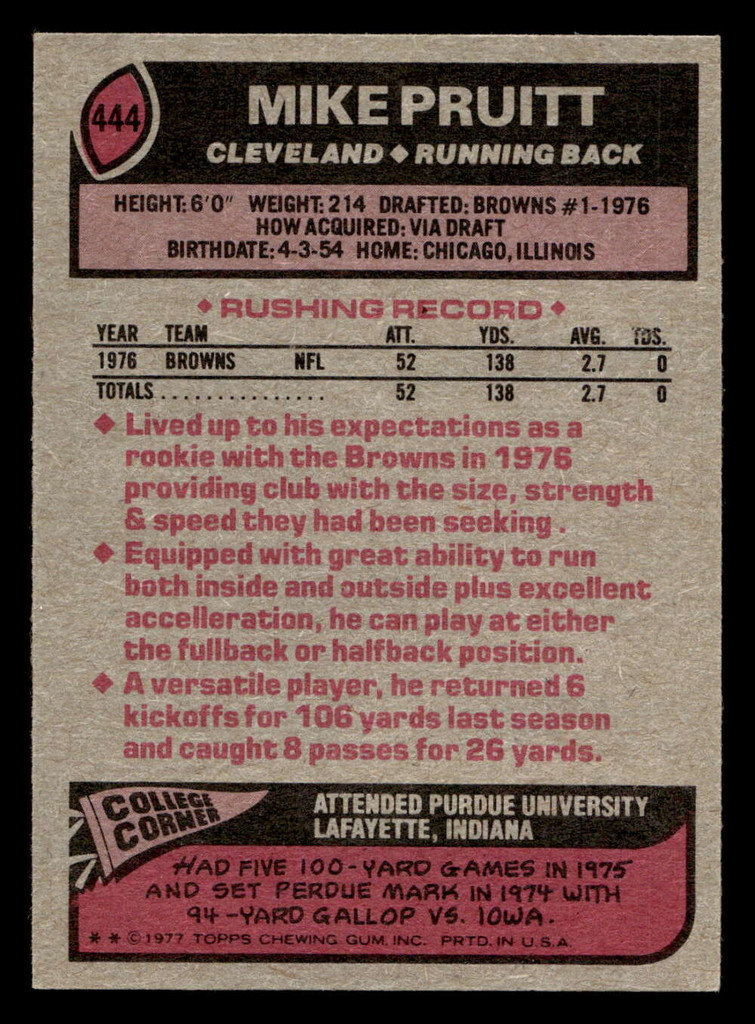 444
MIKE PRUITT
CLEVELAND ◆ RUNNING BACK
HEIGHT: 6'0" WEIGHT: 214 DRAFTED: BROWNS #1-1976
HOW ACQUIRED: VIA DRAFT
BIRTHDATE: 4-3-54 HOME: CHICAGO, ILLINOIS
◆ RUSHING RECORD ◆
YEAR TEAM ATT. YDS. AVG. TDS.
1976 BROWNS NFL 52 138 2.7 0
TOTALS ............... 52 138 2.7 0
◆ Lived up to his expectations as a
rookie with the Browns in 1976
providing club with the size, strength
& speed they had been seeking .
◆ Equipped with great ability to run
both inside and outside plus excellent
accelleration, he can play at either
the fullback or halfback position.
◆ A versatile player, he returned 6
kickoffs for 106 yards last season
and caught 8 passes for 26 yards.
COLLEGE
CORNER
ATTENDED PURDUE UNIVERSITY
LAFAYETTE, INDIANA
HAD FIVE 100-YARD GAMES IN 1975
AND SET PERDUE MARK IN 1974 WITH
94-YARD GALLOP VS. IOWA.
* * © 1977 TOPPS CHEWING GUM, INC. PRTD. IN U.S.A.